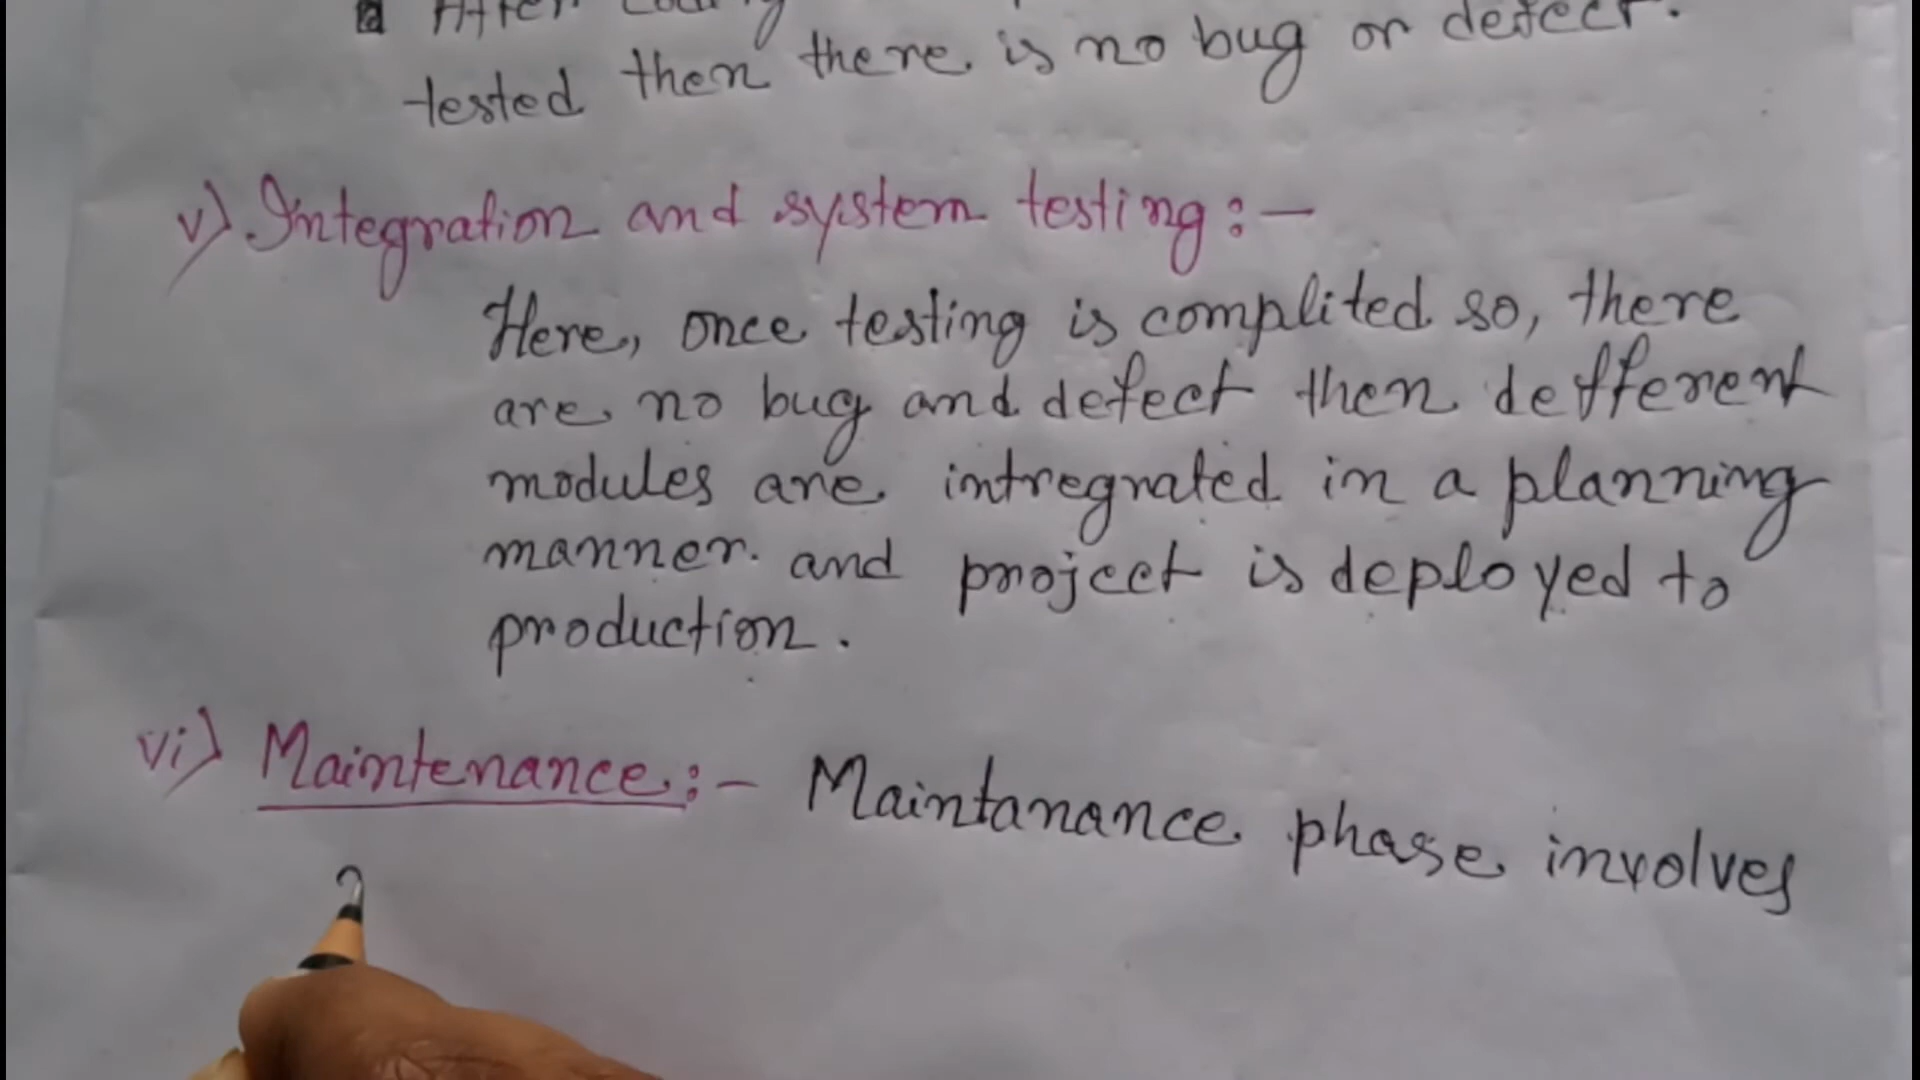 After coding
tested then there is no bug or defect.
v) Integration and system testing :-
Here, once testing is complited so, there
are no bug and defect then defferent
modules are intregrated in a planning
manner. and project is deployed to
production.
vi) Maintenance :- Maintanance phase involves